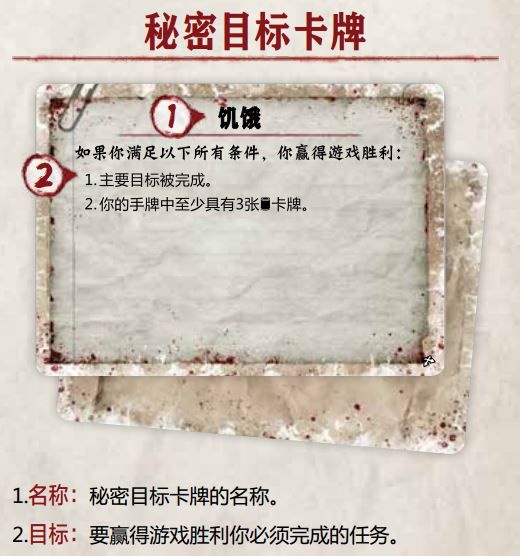 秘密目标卡牌
1 饥饿
如果你满足以下所有条件，你赢得游戏胜利：
2
1.主要目标被完成。
2.你的手牌中至少具有3张卡牌。
1.名称：秘密目标卡牌的名称。
2.目标：要赢得游戏胜利你必须完成的任务。